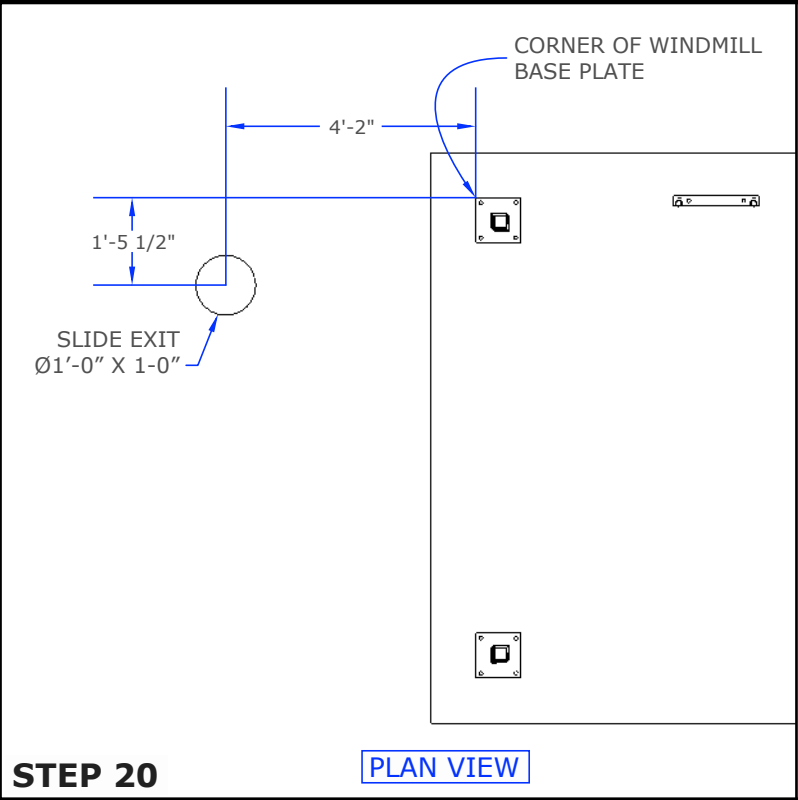 CORNER OF WINDMILL
BASE PLATE
4'-2"
1'-5 1/2"
SLIDE EXIT
Ø1’-0” X 1-0”
STEP 20
PLAN VIEW